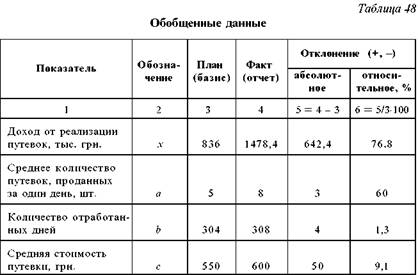 Таблица 48
Обобщенные данные
Показатель
Обозна-
чение
План
(базис)
Факт
(отчет)
Отклонение (+, –)
абсолют-
ное
относи-
тельное, %
1 2 3 4 5 = 4 – 3 6 = 5/3·100
Доход от реализации
путевок, тыс. грн. x 836 1478,4 642,4 76.8
Среднее количество
путевок, проданных
за один день, шт. a 5 8 3 60
Количество отработан-
ных дней b 304 308 4 1,3
Средняя стоимость
путевки, грн. c 550 600 50 9,1